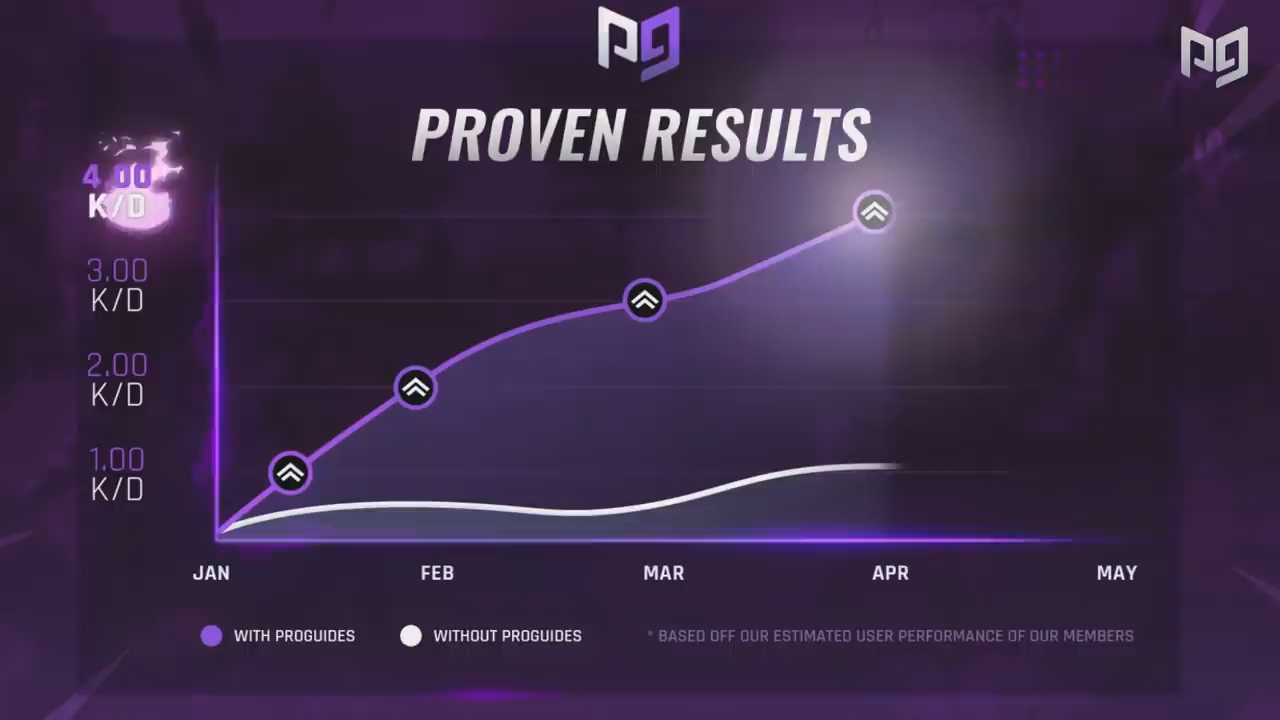 PG
PG
PROVEN RESULTS
4.00
K/D
3.00
K/D
2.00
K/D
1.00
K/D
JAN FEB MAR APR MAY
WITH PROGUIDES WITHOUT PROGUIDES * BASED OFF OUR ESTIMATED USER PERFORMANCE OF OUR MEMBERS